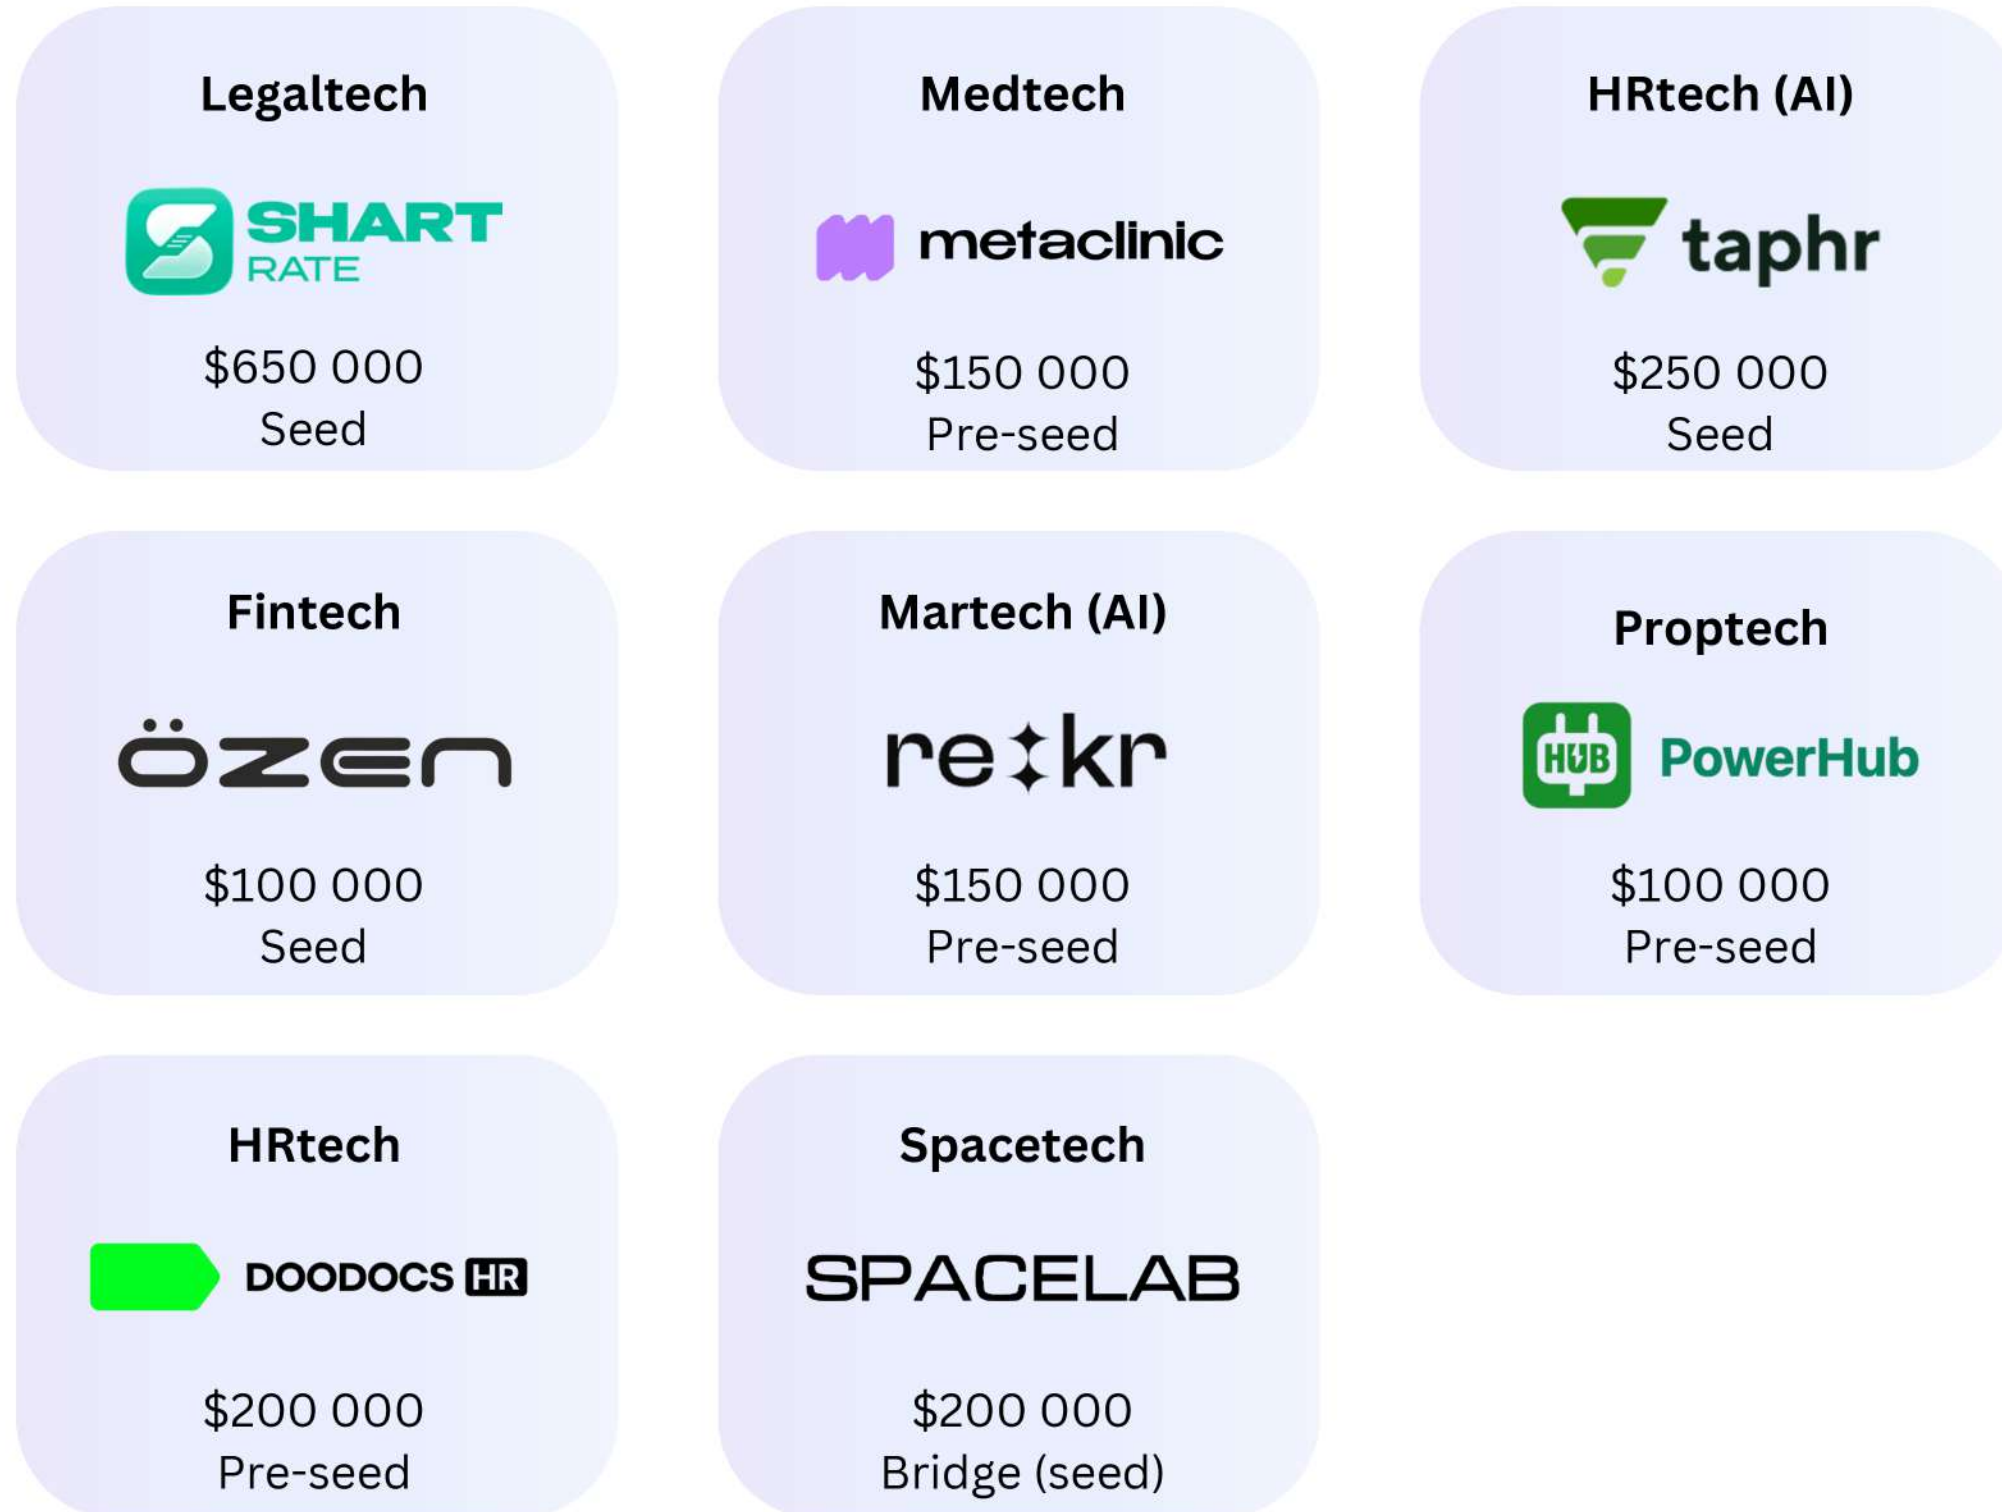 Legaltech
SHART
RATE
$650 000
Seed
Medtech
metaclinic
$150 000
Pre-seed
HRtech (AI)
taphr
$250 000
Seed
Fintech
özen
$100 000
Seed
Martech (AI)
re:kr
$150 000
Pre-seed
Proptech
HUB PowerHub
$100 000
Pre-seed
HRtech
DOODOCS HR
$200 000
Pre-seed
Spacetech
SPACELAB
$200 000
Bridge (seed)